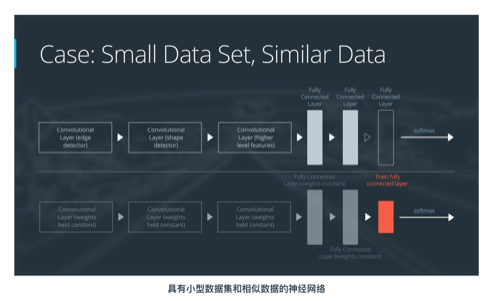 Case: Small Data Set, Similar Data
Fully
Connected
Layer
Fully
Connected
Layer
Fully
Connected
Layer
Convolutional
Layer (edge
detector)
Convolutional
Layer (shape
detector)
Convolutional
Layer (higher
level features)
softmax
Fully Connected
Layer (weights constant)
Train fully
connected layer
Convolutional
Layer (weights
held constant)
Convolutional
Layer (weights
held constant)
Convolutional
Layer (weights
held constant)
softmax
Fully Connected
Layer (weights constant)
具有小型数据集和相似数据的神经网络